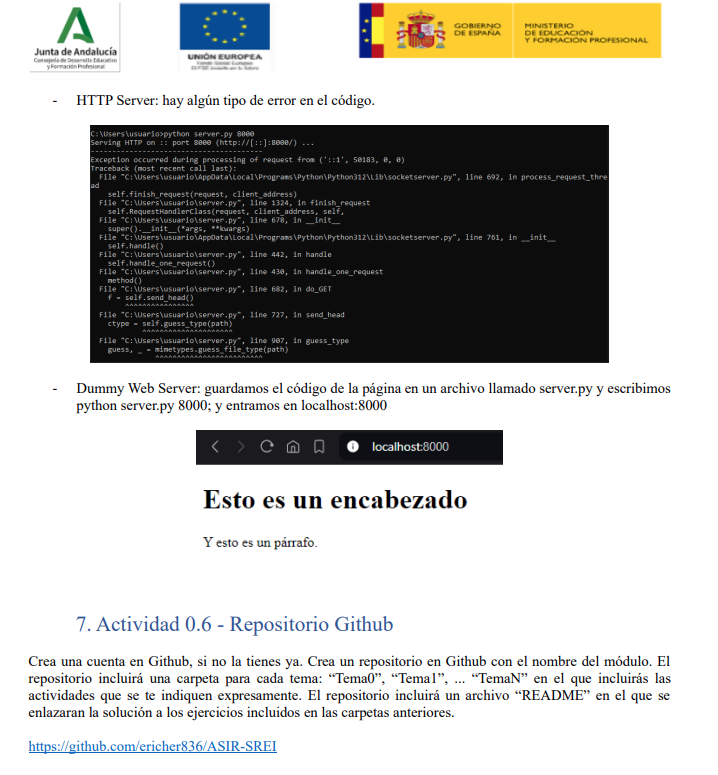 Junta de Andalucía
Consejería de Desarrollo Educativo
y Formación Profesional
UNIÓN EUROPEA
Fondo Social Europeo
GOBIERNO
DE ESPAÑA
MINISTERIO
DE EDUCACIÓN
Y FORMACIÓN PROFESIONAL
- HTTP Server: hay algún tipo de error en el código.
C:\Users\usuario>python server.py 8000
Serving HTTP on :: port 8000 (http://[::]:8000/) ...
----------------------------------------
Exception occurred during processing of request from ('::1', 50183, 0, 0)
Traceback (most recent call last):
File "C:\Users\usuario\AppData\Local\Programs\Python\Python312\Lib\socketserver.py", line 692, in process_request_thre
ad
self.finish_request(request, client_address)
File "C:\Users\usuario\server.py", line 1324, in finish_request
self.RequestHandlerClass(request, client_address, self,
File "C:\Users\usuario\server.py", line 678, in __init__
super().__init__(*args, **kwargs)
File "C:\Users\usuario\AppData\Local\Programs\Python\Python312\Lib\socketserver.py", line 761, in __init__
self.handle()
File "C:\Users\usuario\server.py", line 442, in handle
self.handle_one_request()
File "C:\Users\usuario\server.py", line 430, in handle_one_request
method()
File "C:\Users\usuario\server.py", line 682, in do_GET
f = self.send_head()
^^^^^^^^^^^^^^^^
File "C:\Users\usuario\server.py", line 727, in send_head
ctype = self.guess_type(path)
^^^^^^^^^^^^^^^^^^^^^
File "C:\Users\usuario\server.py", line 907, in guess_type
guess, _ = mimetypes.guess_file_type(path)
^^^^^^^^^^^^^^^^^^^^^^^^^
- Dummy Web Server: guardamos el código de la página en un archivo llamado server.py y escribimos
python server.py 8000; y entramos en localhost:8000
localhost:8000
Esto es un encabezado
Y esto es un párrafo.
7. Actividad 0.6 - Repositorio Github
Crea una cuenta en Github, si no la tienes ya. Crea un repositorio en Github con el nombre del módulo. El
repositorio incluirá una carpeta para cada tema: “Tema0”, “Tema1”, ... “TemaN” en el que incluirás las
actividades que se te indiquen expresamente. El repositorio incluirá un archivo “README” en el que se
enlazaran la solución a los ejercicios incluidos en las carpetas anteriores.
https://github.com/ericher836/ASIR-SREI